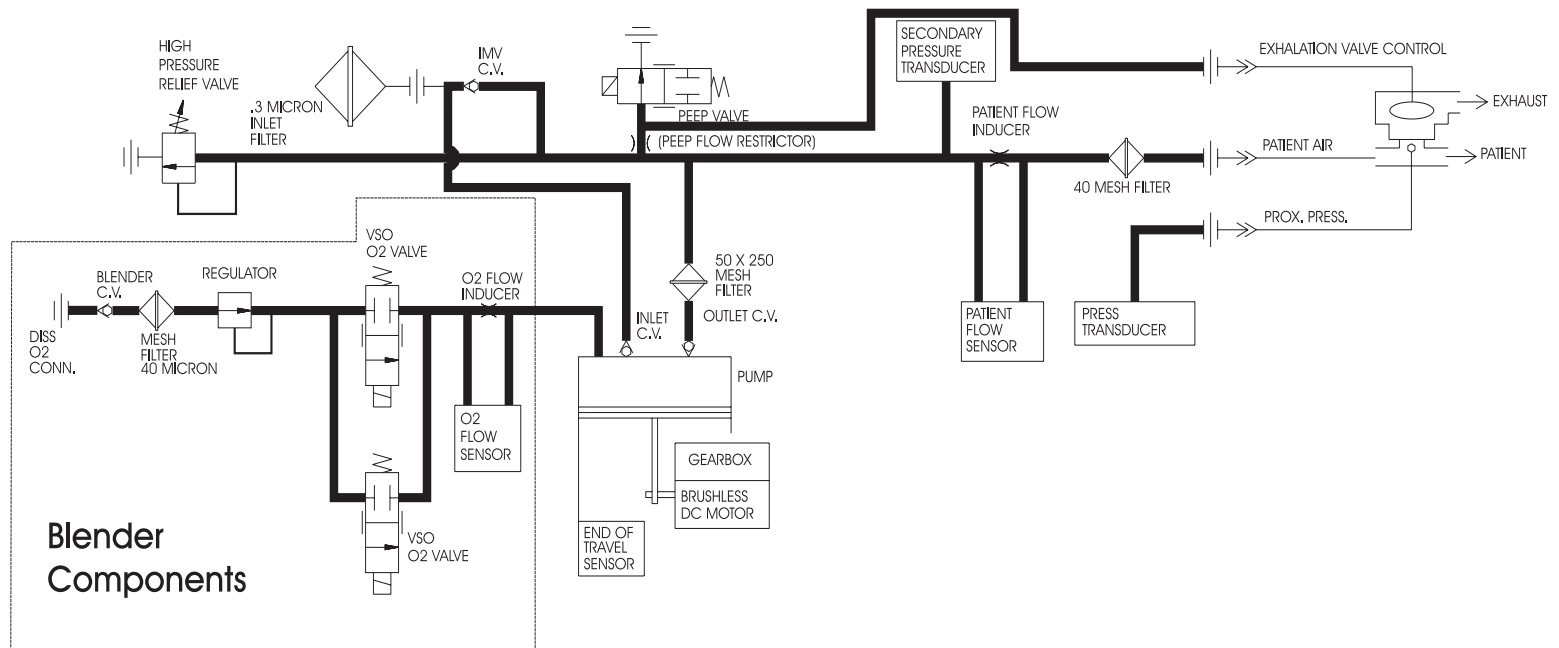 HIGH
PRESSURE
RELIEF VALVE
.3 MICRON
INLET
FILTER
IMV
C.V.
PEEP VALVE
(PEEP FLOW RESTRICTOR)
SECONDARY
PRESSURE
TRANSDUCER
PATIENT FLOW
INDUCER
40 MESH FILTER
EXHALATION VALVE CONTROL
EXHAUST
PATIENT AIR
PATIENT
PROX. PRESS.
VSO
O2 VALVE
BLENDER
C.V.
REGULATOR
O2 FLOW
INDUCER
DISS
O2
CONN.
MESH
FILTER
40 MICRON
INLET
C.V.
50 X 250
MESH
FILTER
OUTLET C.V.
PATIENT
FLOW
SENSOR
PRESS
TRANSDUCER
PUMP
O2
FLOW
SENSOR
GEARBOX
BRUSHLESS
DC MOTOR
END OF
TRAVEL
SENSOR
VSO
O2 VALVE
Blender
Components